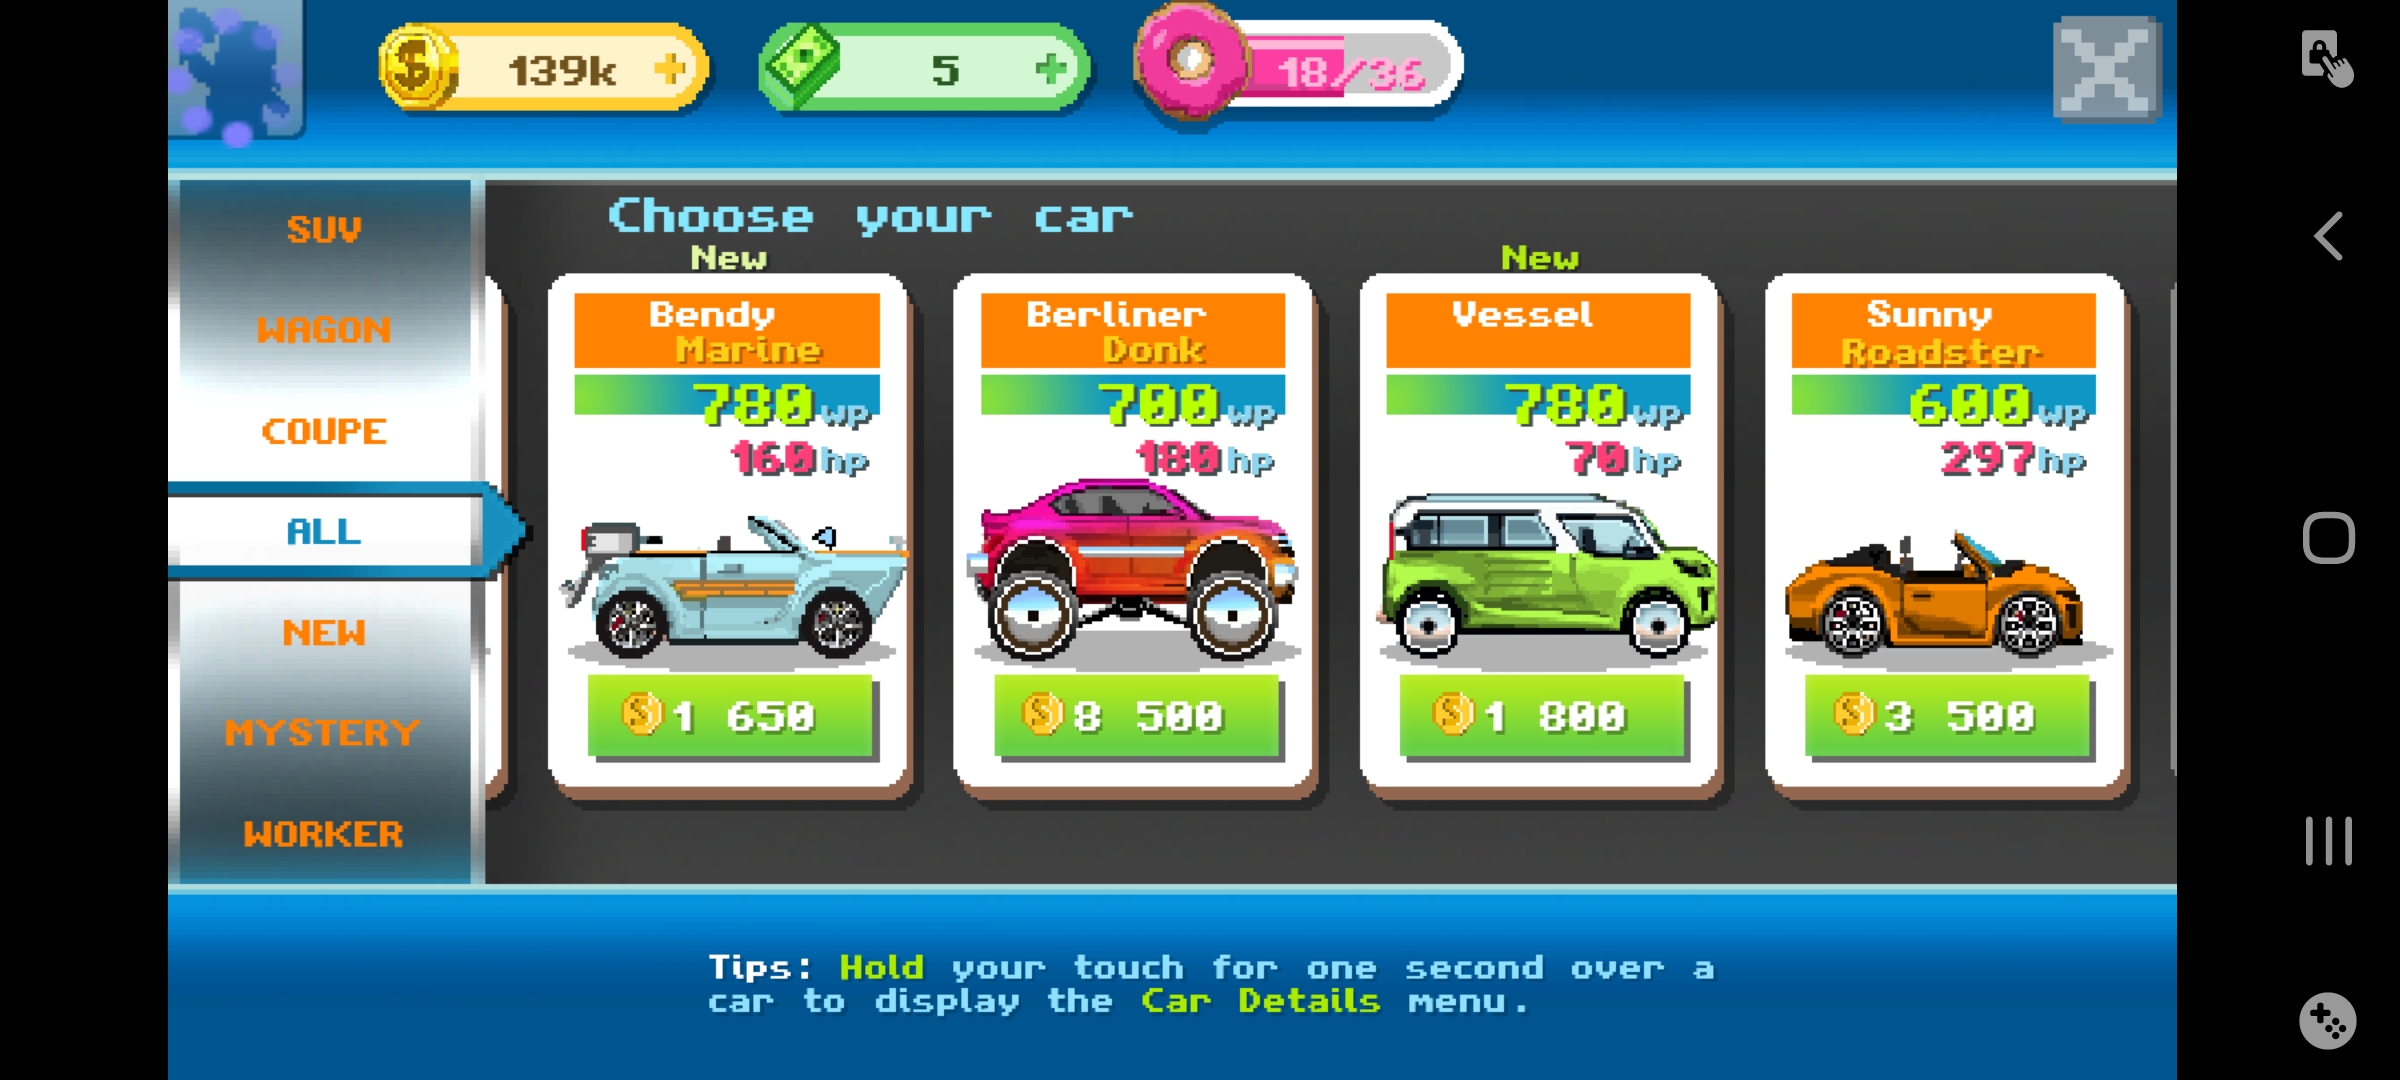 139k
5
18/36
SUV
WAGON
COUPE
ALL
NEW
MYSTERY
WORKER
Choose your car
New
Bendy
Marine
780wp
160hp
1 650
Berliner
Donk
700wp
180hp
8 500
New
Vessel
780wp
70hp
1 800
Sunny
Roadster
600wp
297hp
3 500
Tips: Hold your touch for one second over a
car to display the Car Details menu.